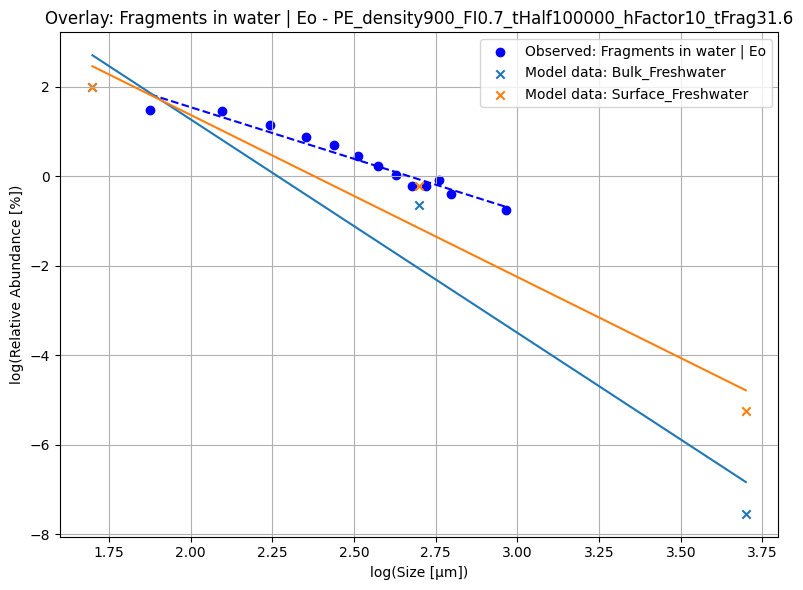 Overlay: Fragments in water | Eo - PE_density900_FI0.7_tHalf100000_hFactor10_tFrag31.6
Observed: Fragments in water | Eo
Model data: Bulk_Freshwater
Model data: Surface_Freshwater
log(Relative Abundance [%])
2
0
−2
−4
−6
−8
1.75 2.00 2.25 2.50 2.75 3.00 3.25 3.50 3.75
log(Size [μm])